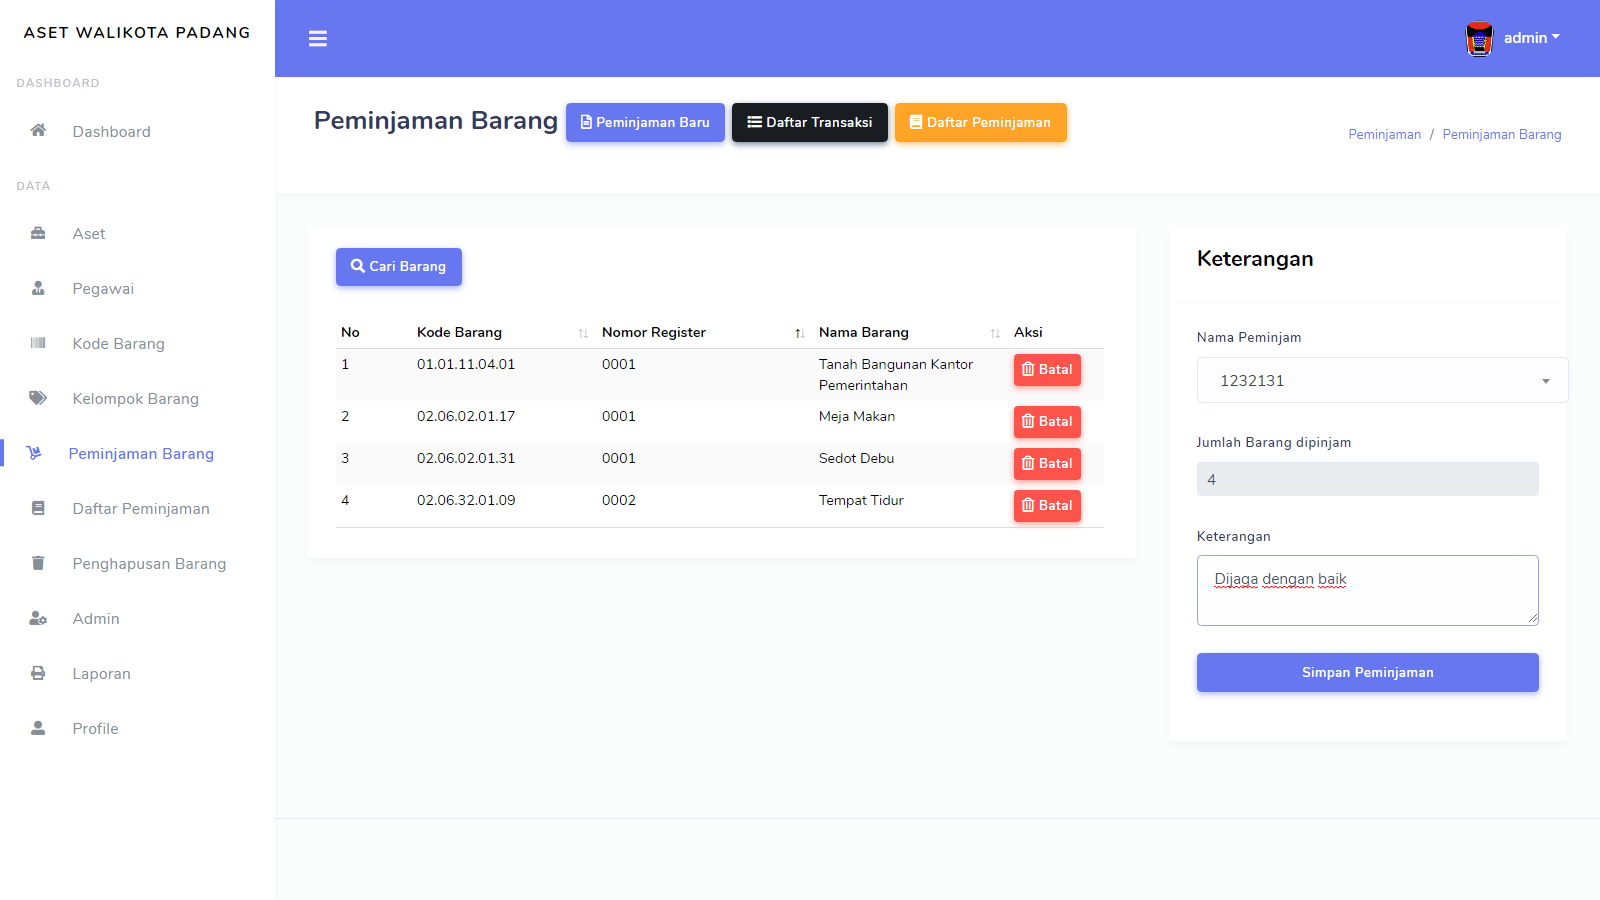 ASET WALIKOTA PADANG
admin
DASHBOARD
Dashboard
DATA
Aset
Pegawai
Kode Barang
Kelompok Barang
Peminjaman Barang
Daftar Peminjaman
Penghapusan Barang
Admin
Laporan
Profile
Peminjaman Barang
Peminjaman Baru
Daftar Transaksi
Daftar Peminjaman
Peminjaman / Peminjaman Barang
Cari Barang
No Kode Barang Nomor Register Nama Barang Aksi
1 01.01.11.04.01 0001 Tanah Bangunan Kantor Batal
Pemerintahan
2 02.06.02.01.17 0001 Meja Makan Batal
3 02.06.02.01.31 0001 Sedot Debu Batal
4 02.06.32.01.09 0002 Tempat Tidur Batal
Keterangan
Nama Peminjam
1232131
Jumlah Barang dipinjam
4
Keterangan
Dijaga dengan baik
Simpan Peminjaman